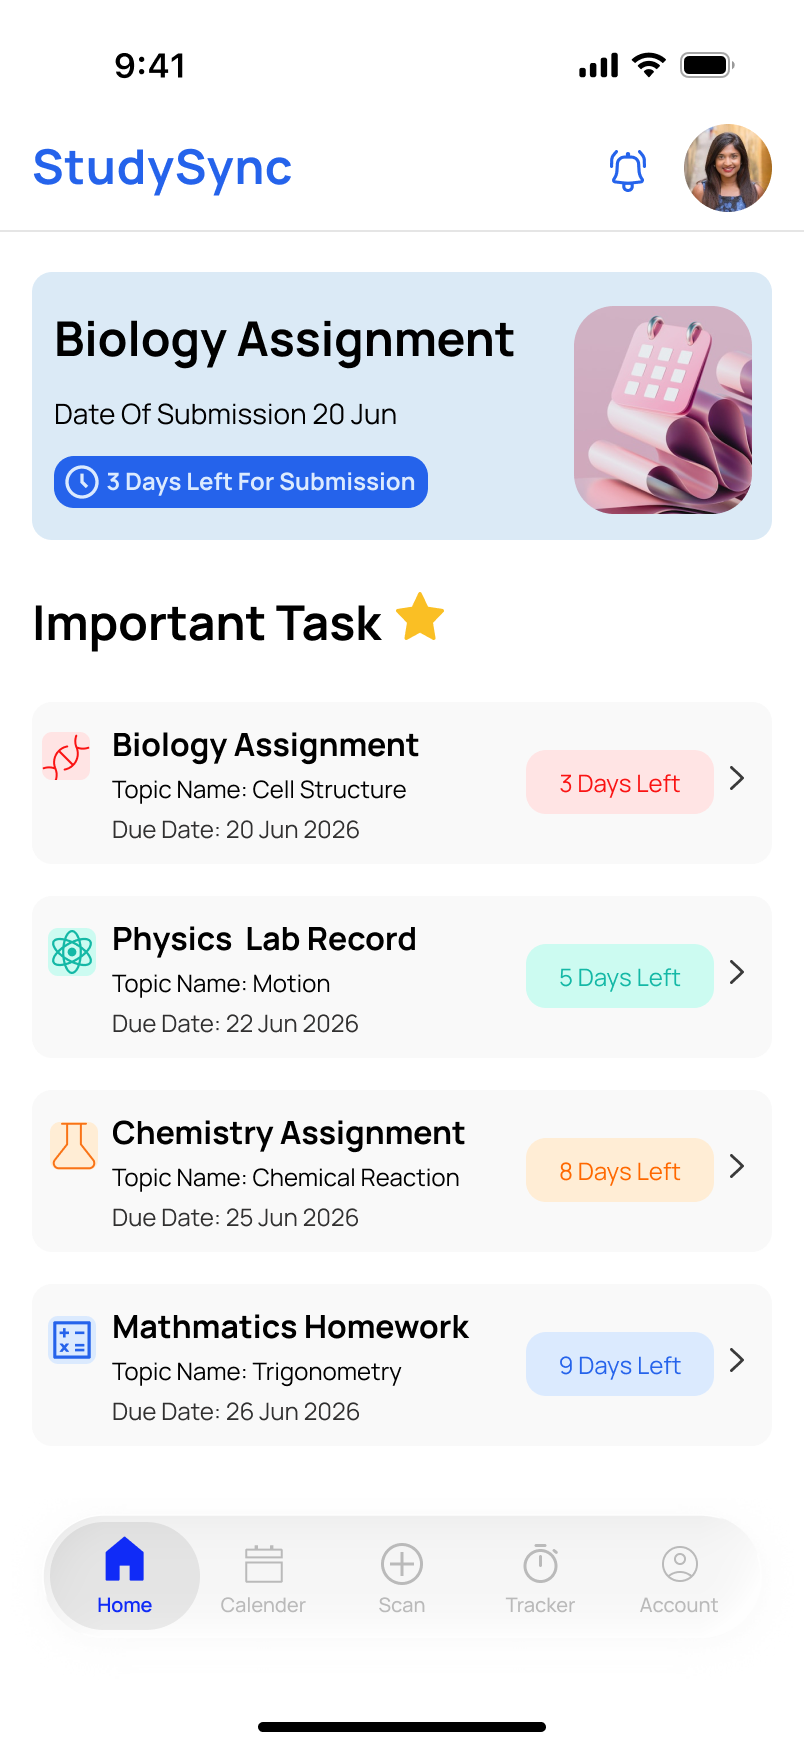 9:41
StudySync
Biology Assignment
Date Of Submission 20 Jun
3 Days Left For Submission
Important Task
Biology Assignment
Topic Name: Cell Structure
Due Date: 20 Jun 2026
3 Days Left
Physics  Lab Record
Topic Name: Motion
Due Date: 22 Jun 2026
5 Days Left
Chemistry Assignment
Topic Name: Chemical Reaction
Due Date: 25 Jun 2026
8 Days Left
Mathmatics Homework
Topic Name: Trigonometry
Due Date: 26 Jun 2026
9 Days Left
Home
Calender
Scan
Tracker
Account